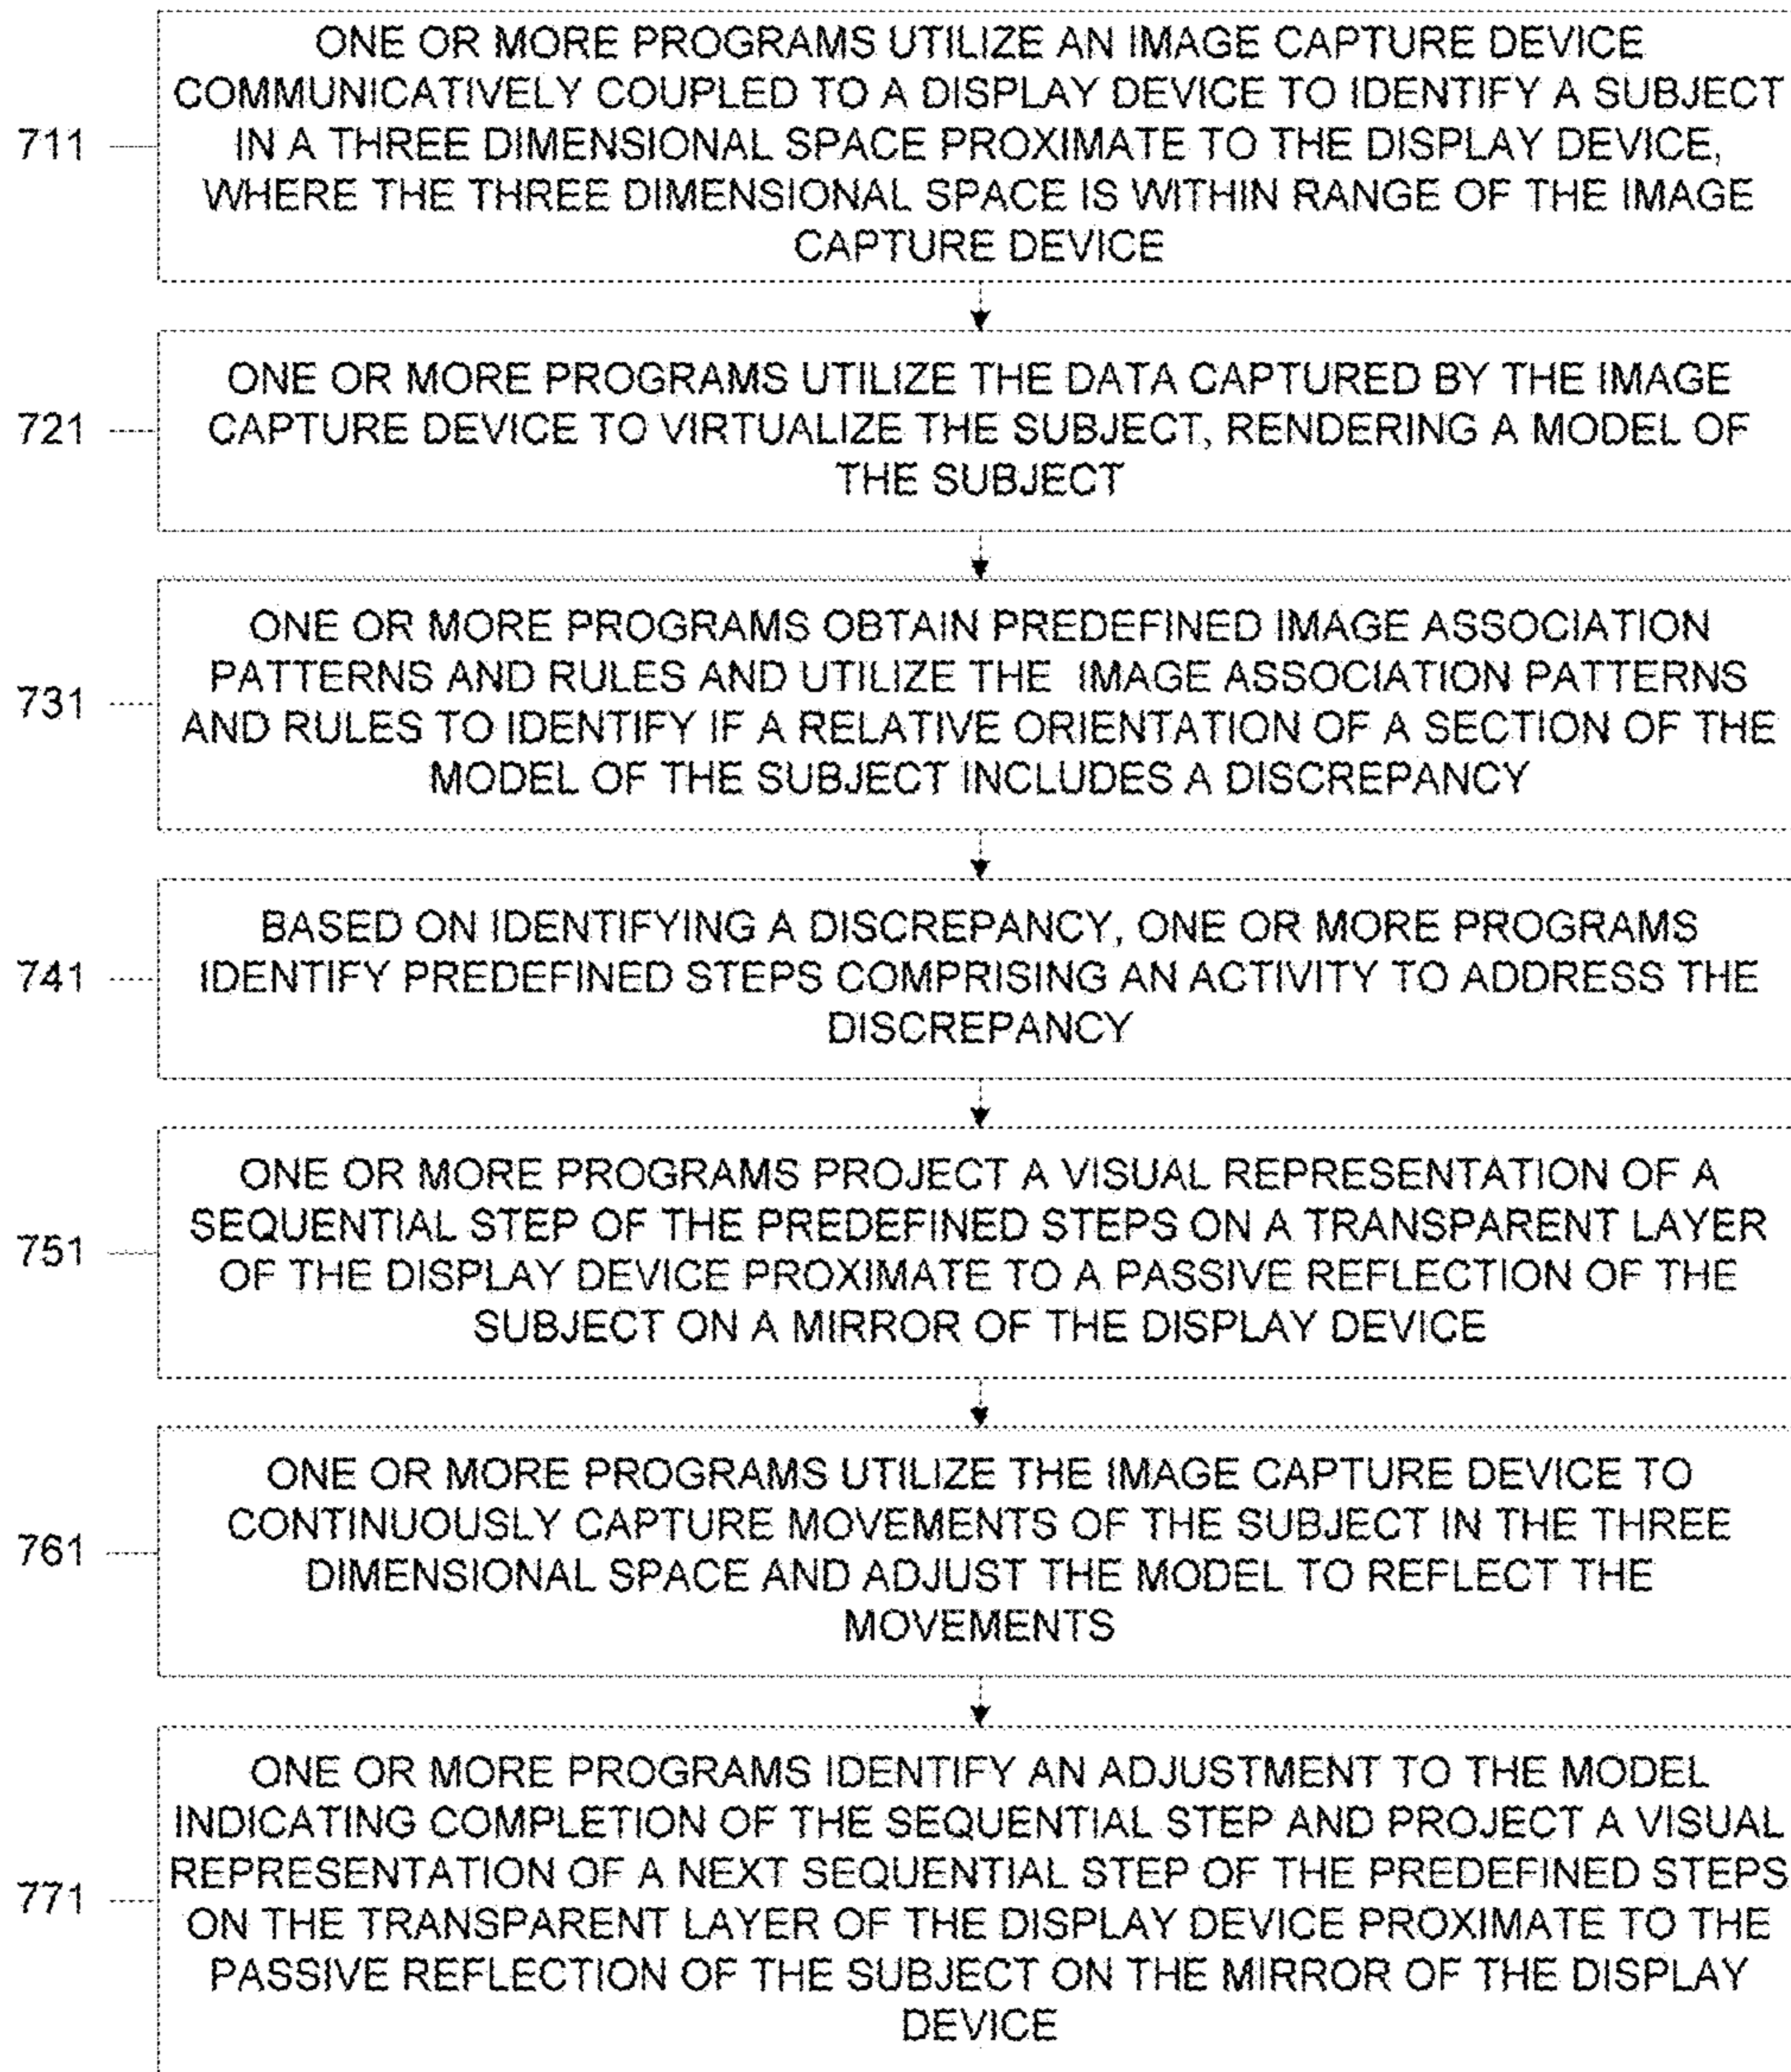 ONE OR MORE PROGRAMS UTILIZE AN IMAGE CAPTURE DEVICE
COMMUNICATIVELY COUPLED TO A DISPLAY DEVICE TO IDENTIFY A SUBJECT
711
IN A THREE DIMENSIONAL SPACE PROXIMATE TO THE DISPLAY DEVICE,
WHERE THE THREE DIMENSIONAL SPACE IS WITHIN RANGE OF THE IMAGE
CAPTURE DEVICE
ONE OR MORE PROGRAMS UTILIZE THE DATA CAPTURED BY THE IMAGE
721
CAPTURE DEVICE TO VIRTUALIZE THE SUBJECT, RENDERING A MODEL OF
THE SUBJECT
ONE OR MORE PROGRAMS OBTAIN PREDEFINED IMAGE ASSOCIATION
PATTERNS AND RULES AND UTILIZE THE IMAGE ASSOCIATION PATTERNS
731
AND RULES TO IDENTIFY IF A RELATIVE ORIENTATION OF A SECTION OF THE
MODEL OF THE SUBJECT INCLUDES A DISCREPANCY
BASED ON IDENTIFYING A DISCREPANCY, ONE OR MORE PROGRAMS
741
IDENTIFY PREDEFINED STEPS COMPRISING AN ACTIVITY TO ADDRESS THE
DISCREPANCY
ONE OR MORE PROGRAMS PROJECT A VISUAL REPRESENTATION OF A
SEQUENTIAL STEP OF THE PREDEFINED STEPS ON A TRANSPARENT LAYER
751
OF THE DISPLAY DEVICE PROXIMATE TO A PASSIVE REFLECTION OF THE
SUBJECT ON A MIRROR OF THE DISPLAY DEVICE
ONE OR MORE PROGRAMS UTILIZE THE IMAGE CAPTURE DEVICE TO
CONTINUOUSLY CAPTURE MOVEMENTS OF THE SUBJECT IN THE THREE
761
DIMENSIONAL SPACE AND ADJUST THE MODEL TO REFLECT THE
MOVEMENTS
ONE OR MORE PROGRAMS IDENTIFY AN ADJUSTMENT TO THE MODEL
INDICATING COMPLETION OF THE SEQUENTIAL STEP AND PROJECT A VISUAL
REPRESENTATION OF A NEXT SEQUENTIAL STEP OF THE PREDEFINED STEPS
771
ON THE TRANSPARENT LAYER OF THE DISPLAY DEVICE PROXIMATE TO THE
PASSIVE REFLECTION OF THE SUBJECT ON THE MIRROR OF THE DISPLAY
DEVICE